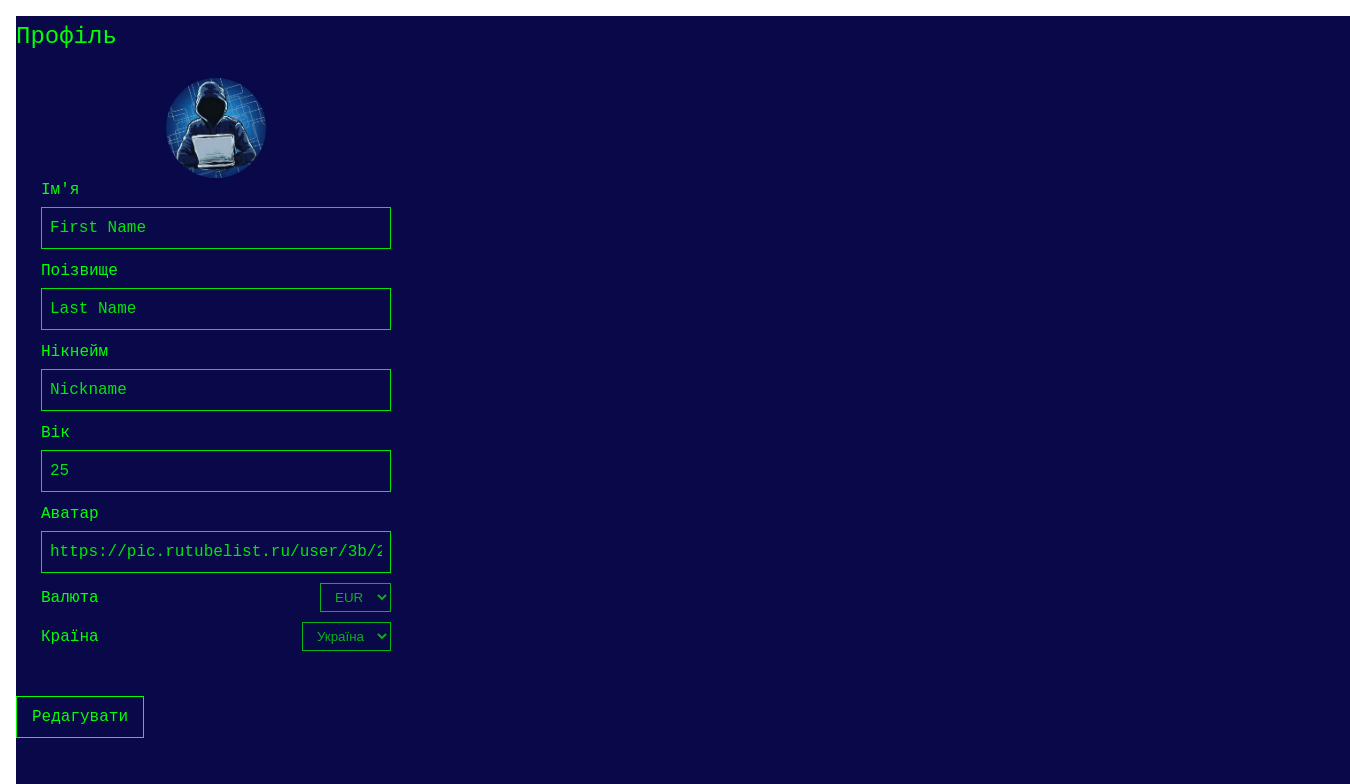 Профіль
Ім'я
First Name
Поізвище
Last Name
Нікнейм
Nickname
Вік
25
Аватар
https://pic.rutubelist.ru/user/3b/2
Валюта EUR
Країна Україна
Редагувати